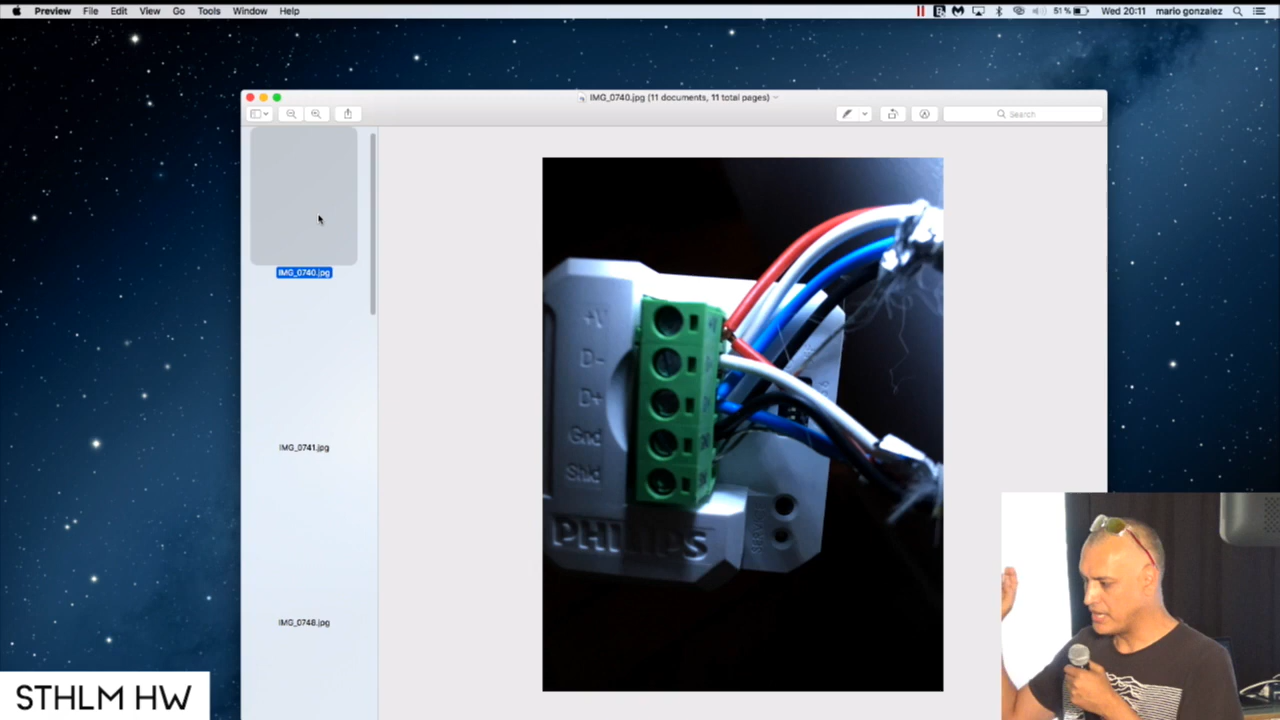 Preview File Edit View Go Tools Window Help
51% Wed 20:11 mario gonzalez
IMG_0740.jpg (11 documents, 11 total pages)
Search
IMG_0740.jpg
IMG_0741.jpg
IMG_0748.jpg
+V
D-
D+
Gnd
Shld
PHILIPS
STHLM HW